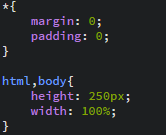 *{
    margin: 0;
    padding: 0;
}

html,body{
    height: 250px;
    width: 100%;
}